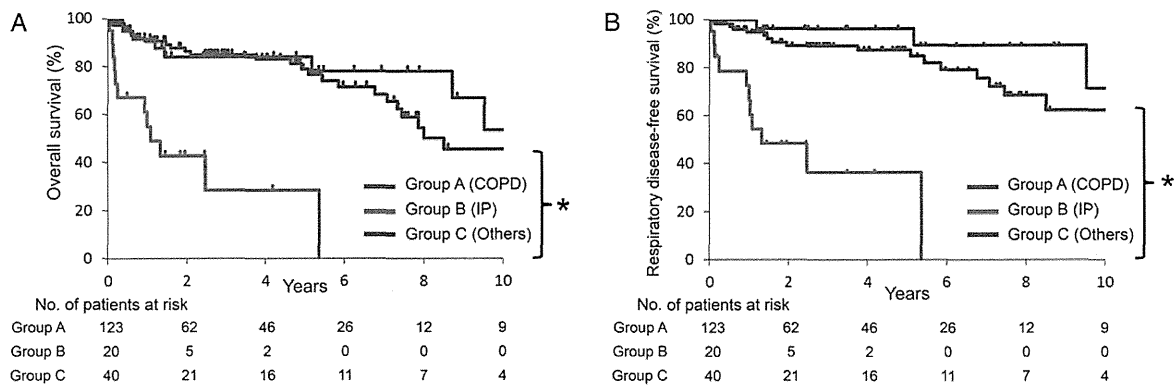 A
Overall survival (%)
100
80
60
40
20
0
0
2
4
6
8
10
Years
Group A (COPD)
Group B (IP)
Group C (Others)
*
No. of patients at risk
Group A 123 62 46 26 12 9
Group B 20 5 2 0 0 0
Group C 40 21 16 11 7 4
B
Respiratory disease-free survival (%)
100
80
60
40
20
0
0
2
4
6
8
10
Years
Group A (COPD)
Group B (IP)
Group C (Others)
*
No. of patients at risk
Group A 123 62 46 26 12 9
Group B 20 5 2 0 0 0
Group C 40 21 16 11 7 4